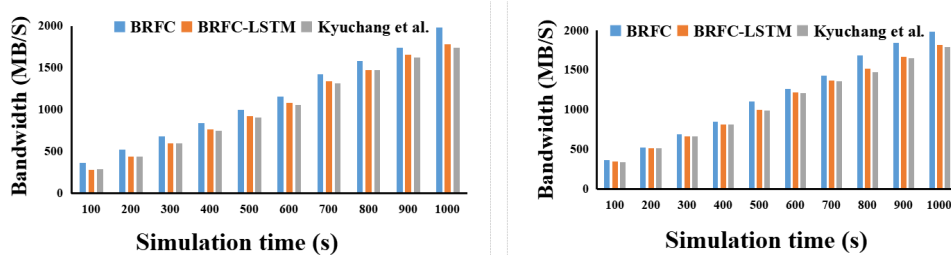 BRFC BRFC-LSTM Kyuchang et al.
Bandwidth (MB/S)
2000
1500
1000
500
0
100 200 300 400 500 600 700 800 900 1000
Simulation time (s)
BRFC BRFC-LSTM Kyuchang et al.
Bandwidth (MB/S)
2000
1500
1000
500
0
100 200 300 400 500 600 700 800 900 1000
Simulation time (s)